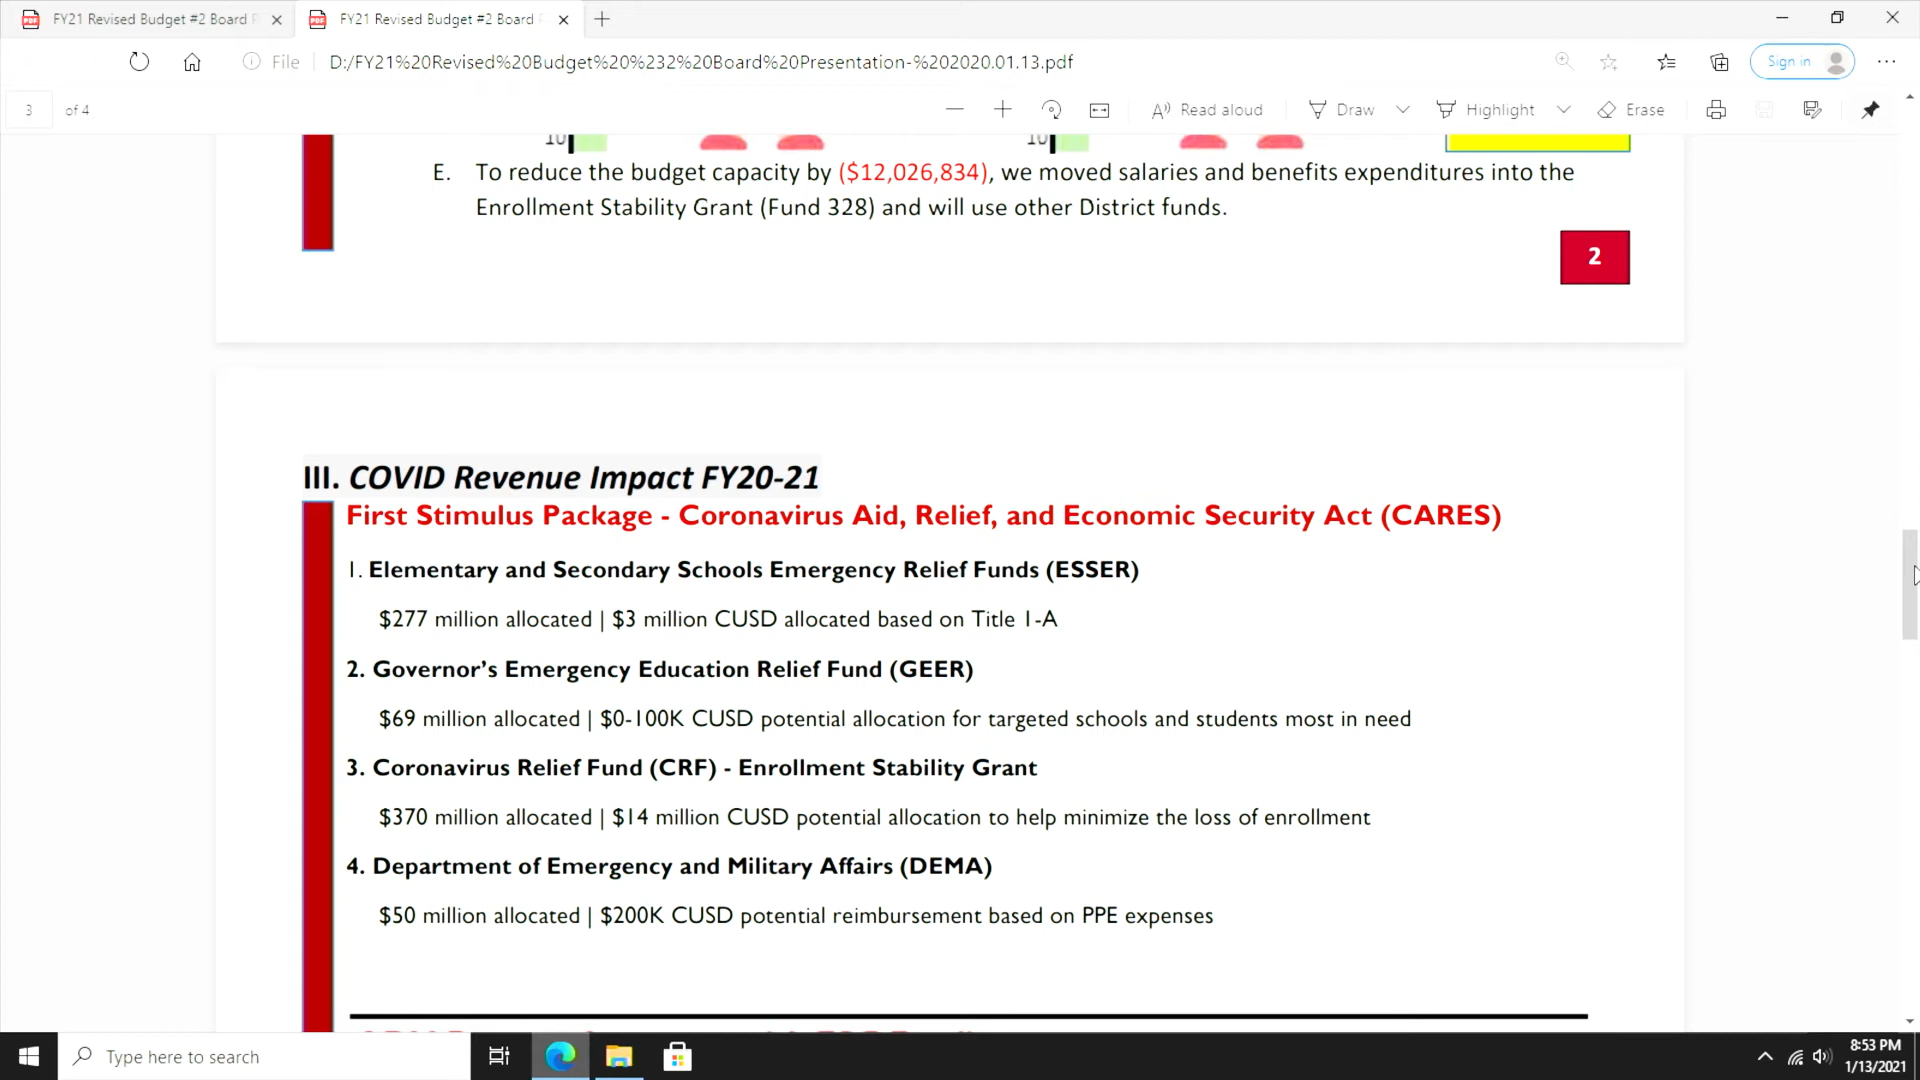 FY21 Revised Budget #2 Board P
FY21 Revised Budget #2 Board
File
D:/FY21%20Revised%20Budget%20%232%20Board%20Presentation-%202020.01.13.pdf
Sign in
3 of 4
Read aloud
Draw
Highlight
Erase
10
10
E. To reduce the budget capacity by ($12,026,834), we moved salaries and benefits expenditures into the
Enrollment Stability Grant (Fund 328) and will use other District funds.
2
III. COVID Revenue Impact FY20-21
First Stimulus Package - Coronavirus Aid, Relief, and Economic Security Act (CARES)
1. Elementary and Secondary Schools Emergency Relief Funds (ESSER)
$277 million allocated | $3 million CUSD allocated based on Title 1-A
2. Governor's Emergency Education Relief Fund (GEER)
$69 million allocated | $0-100K CUSD potential allocation for targeted schools and students most in need
3. Coronavirus Relief Fund (CRF) - Enrollment Stability Grant
$370 million allocated | $14 million CUSD potential allocation to help minimize the loss of enrollment
4. Department of Emergency and Military Affairs (DEMA)
$50 million allocated | $200K CUSD potential reimbursement based on PPE expenses
Type here to search
8:53 PM
1/13/2021